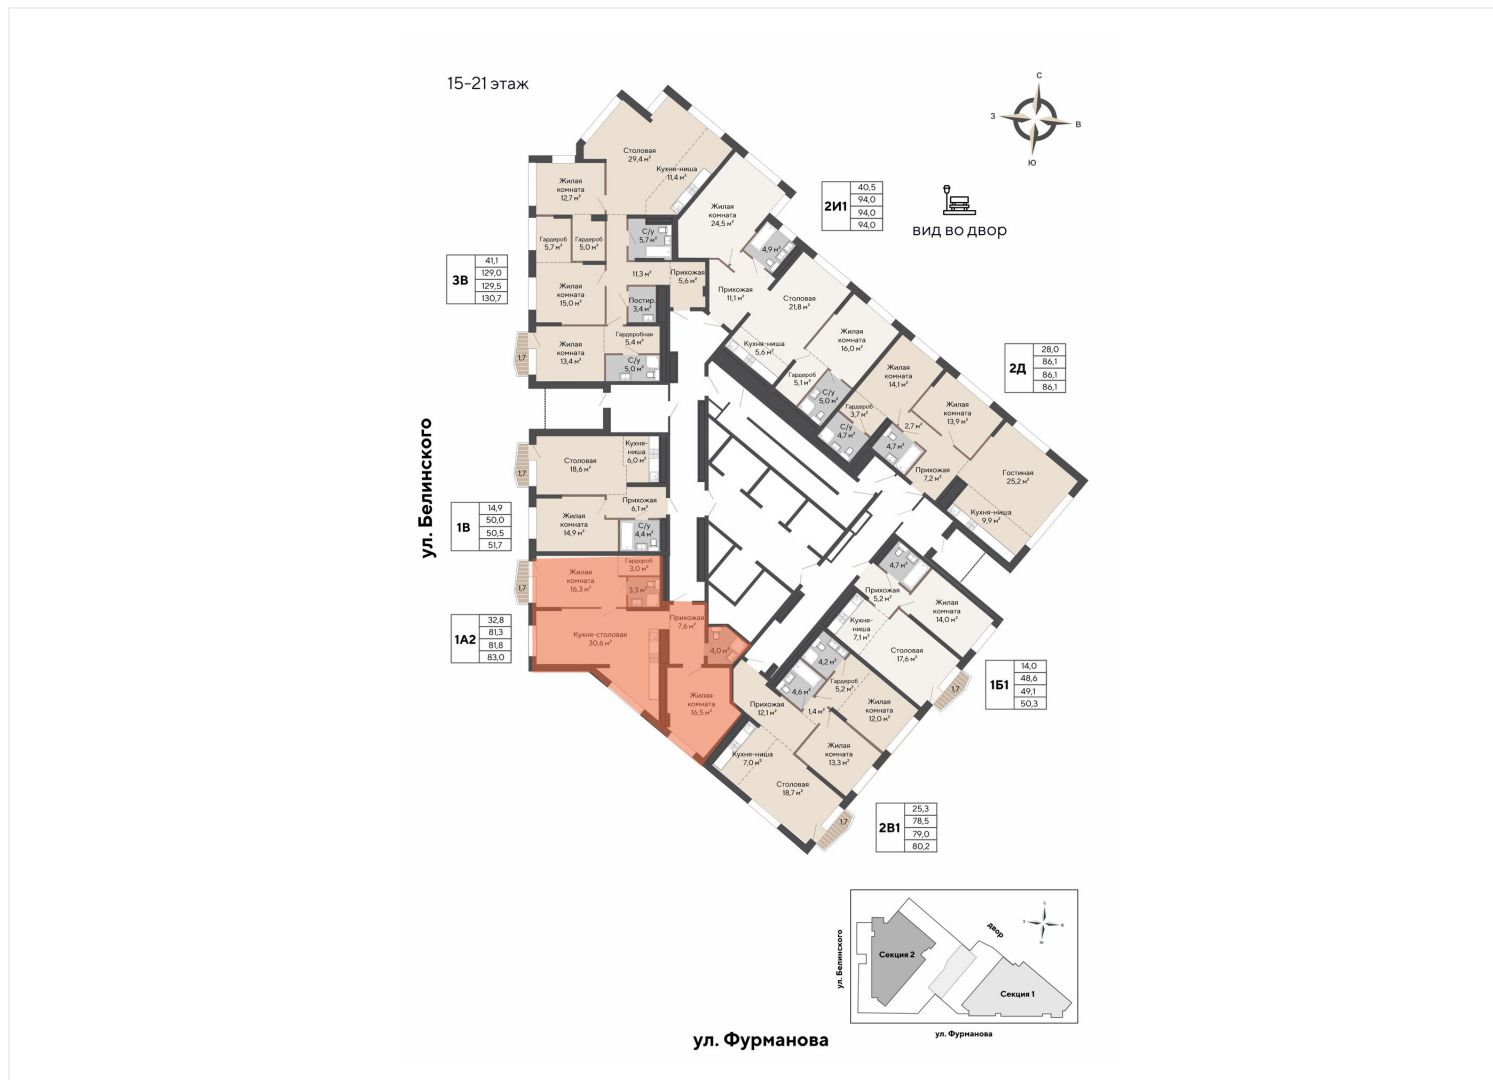 15-21 этаж
С
З
В
Ю
вид во двор
2И1
40,5
94,0
94,0
94,0
3В
41,1
129,0
129,5
130,7
2Д
28,0
86,1
86,1
86,1
1В
14,9
50,0
50,5
51,7
1А2
32,8
81,3
81,8
83,0
1Б1
14,0
48,6
49,1
50,3
2В1
25,3
78,5
79,0
80,2
Столовая
29,4 м²
Кухня-ниша
11,4 м²
Жилая
комната
12,7 м²
Гардероб
5,7 м²
Гардероб
5,0 м²
С/у
5,7 м²
11,3 м²
Прихожая
5,6 м²
Жилая
комната
15,0 м²
Постир.
3,4 м²
Жилая
комната
13,4 м²
Гардеробная
5,4 м²
С/у
5,0 м²
1,7
Жилая
комната
24,5 м²
4,9 м²
Прихожая
11,1 м²
Столовая
21,8 м²
Кухня-ниша
5,6 м²
Жилая
комната
16,0 м²
Гардероб
5,1 м²
С/у
5,0 м²
Жилая
комната
14,1 м²
Гардероб
3,7 м²
С/у
4,7 м²
Жилая
комната
13,9 м²
2,7 м²
4,7 м²
Прихожая
7,2 м²
Гостиная
25,2 м²
Кухня-ниша
9,9 м²
ул. Белинского
Столовая
18,6 м²
Кухня-
ниша
6,0 м²
1,7
Прихожая
6,1 м²
Жилая
комната
14,9 м²
С/у
4,4 м²
Жилая
комната
16,3 м²
Гардероб
3,0 м²
3,3 м²
1,7
Кухня-столовая
30,6 м²
Прихожая
7,6 м²
4,0 м²
Жилая
комната
16,5 м²
4,7 м²
Прихожая
5,2 м²
Жилая
комната
14,0 м²
Кухня-
ниша
7,1 м²
Столовая
17,6 м²
1,7
4,2 м²
4,6 м²
Гардероб
5,2 м²
Прихожая
12,1 м²
1,4 м²
Жилая
комната
12,0 м²
Жилая
комната
13,3 м²
Кухня-ниша
7,0 м²
Столовая
18,7 м²
1,7
ул. Белинского
Секция 2
двор
С
З
В
Ю
Секция 1
ул. Фурманова
ул. Фурманова